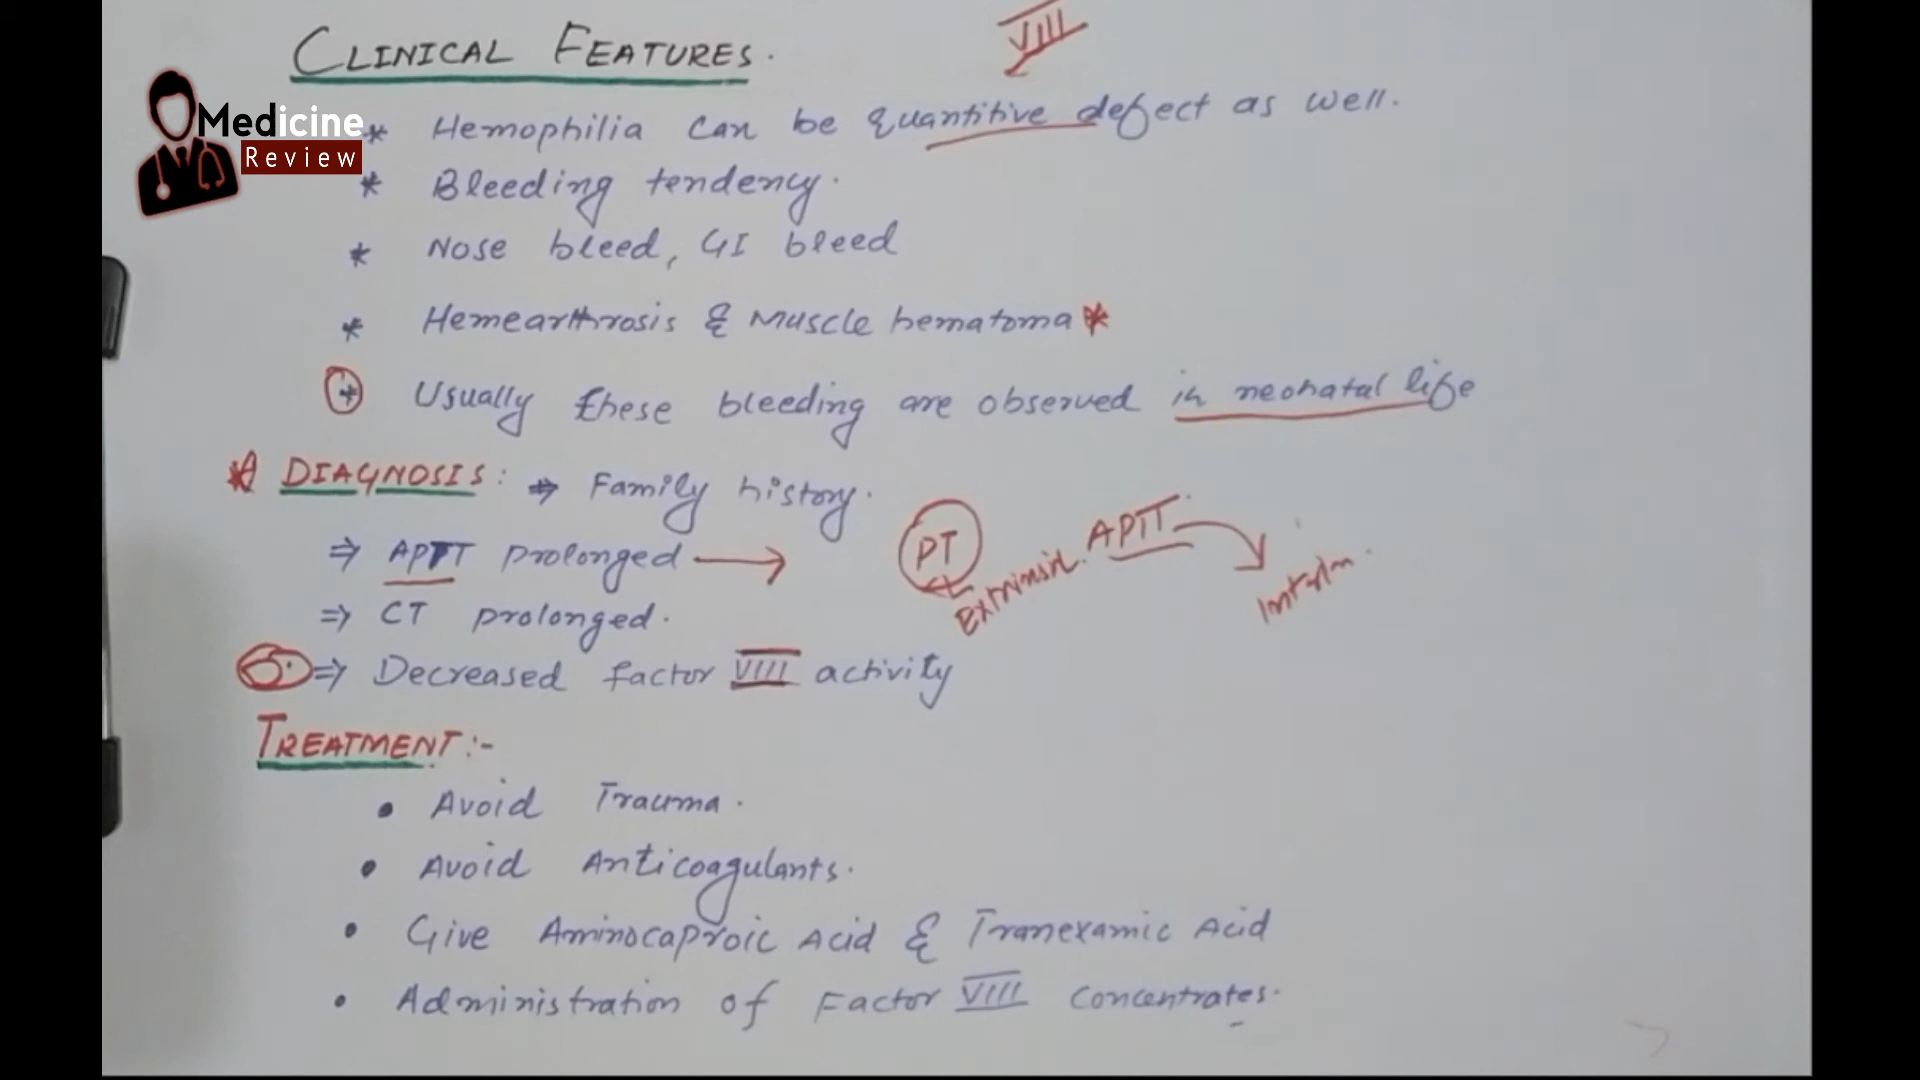 CLINICAL FEATURES.
VIII
Medicine
Review
* Hemophilia can be quantitive defect as well.
* Bleeding tendency.
* Nose bleed, GI bleed
* Hemearthrosis & Muscle hematoma *
* Usually these bleeding are observed in neonatal life
* DIAGNOSIS: ⇒ Family history.
⇒ APTT prolonged →
PT
Extrinsic.
APTT
⇒ CT prolonged.
⇒ Decreased factor VIII activity
TREATMENT:-
• Avoid Trauma.
• Avoid Anticoagulants.
• Give Aminocaproic Acid & Tranexamic Acid
• Administration of Factor VIII concentrates.